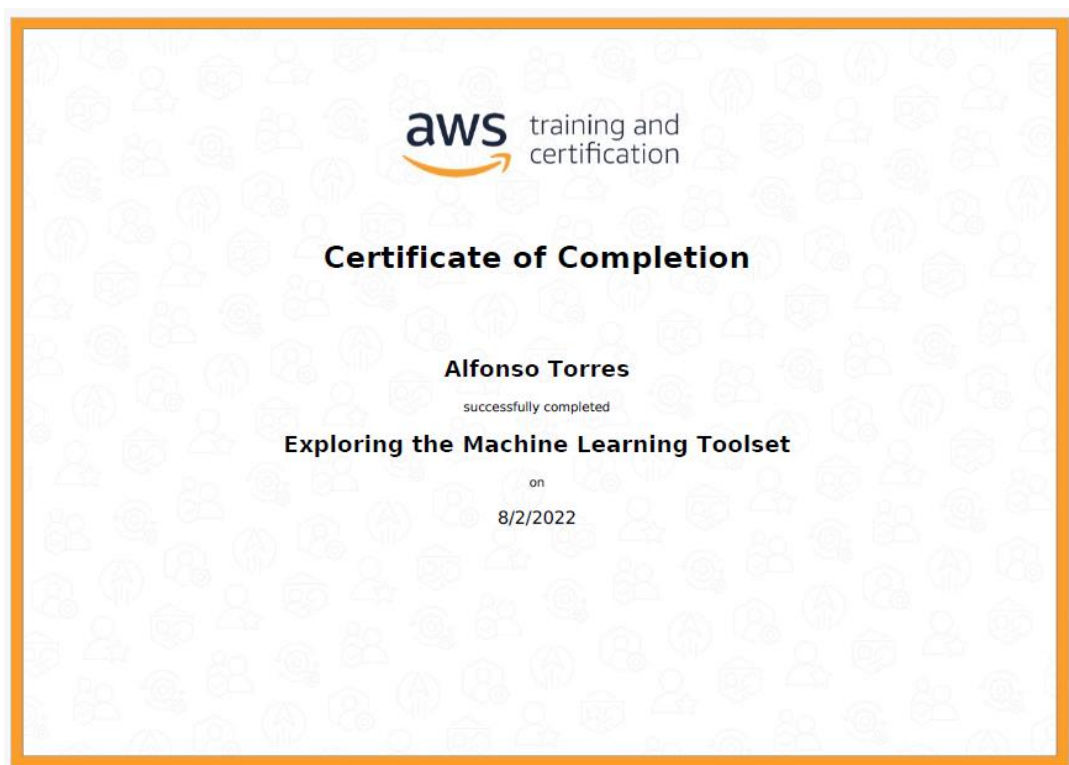 aws training and
certification
Certificate of Completion
Alfonso Torres
successfully completed
Exploring the Machine Learning Toolset
on
8/2/2022